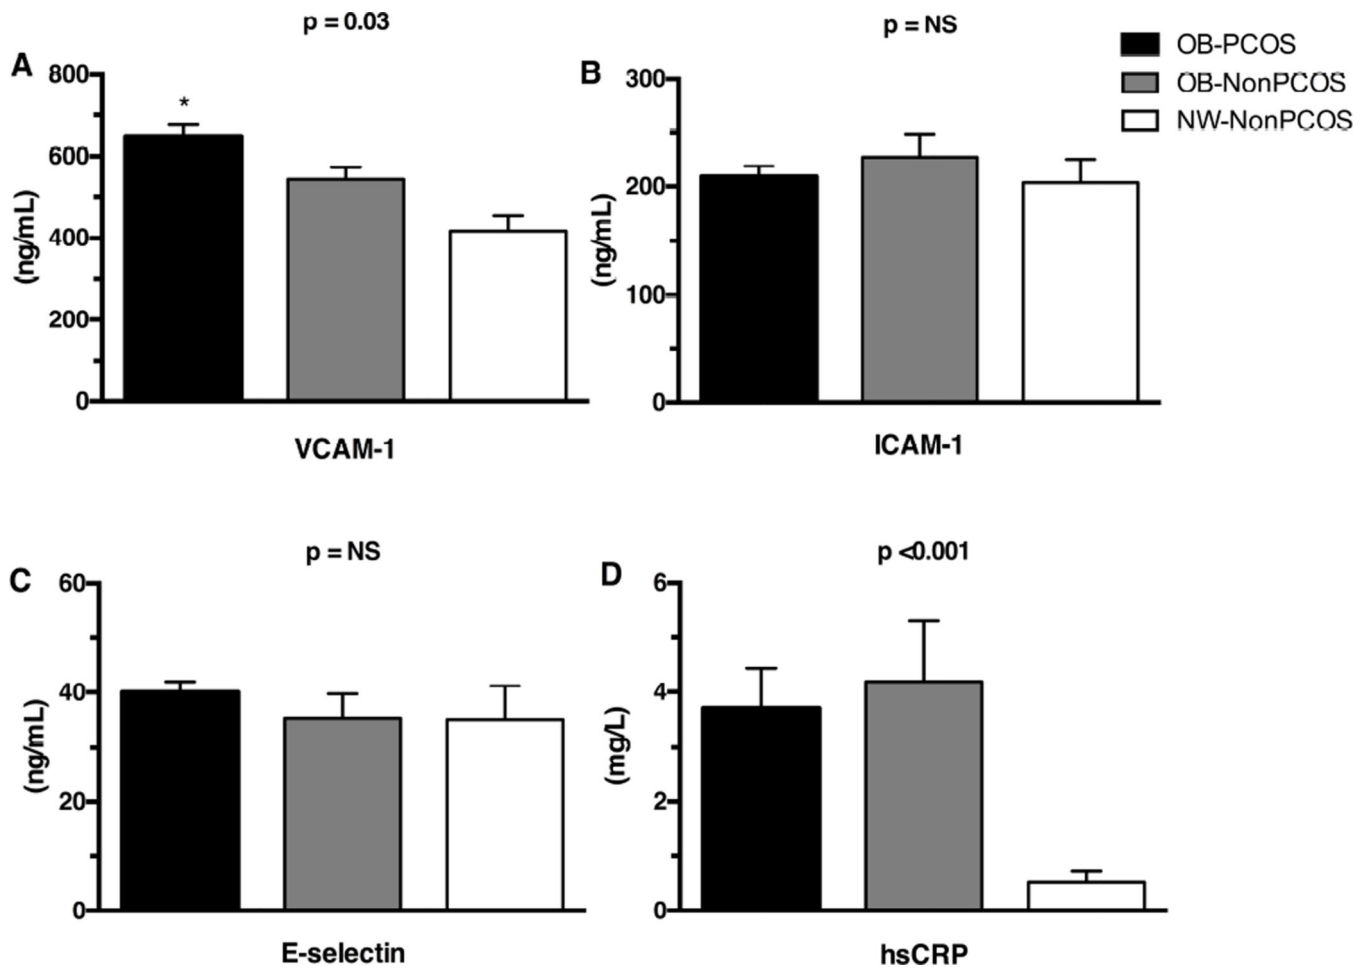 p = 0.03
p = NS
OB-PCOS
OB-NonPCOS
NW-NonPCOS
A
800
600
400
200
0
(ng/mL)
*
VCAM-1
B
300
200
100
0
(ng/mL)
ICAM-1
p = NS
p <0.001
C
60
40
20
0
(ng/mL)
E-selectin
D
6
4
2
0
(mg/L)
hsCRP